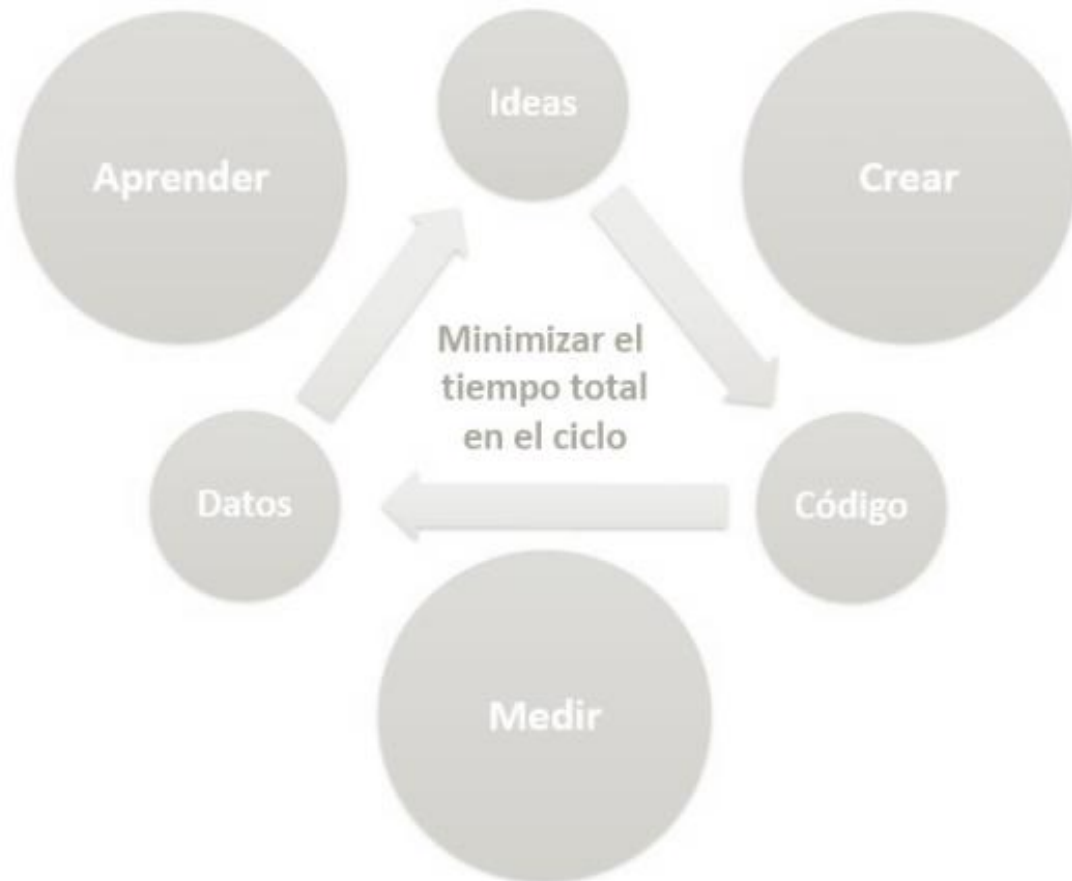 Ideas
Aprender
Crear
Minimizar el
tiempo total
en el ciclo
Datos
Código
Medir